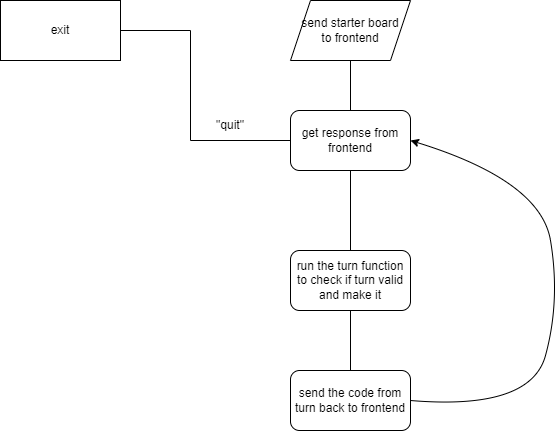 exit
send starter board
to frontend
"quit"
get response from
frontend
run the turn function
to check if turn valid
and make it
send the code from
turn back to frontend